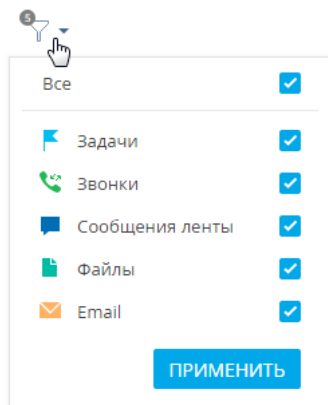 5
Все
Задачи
Звонки
Сообщения ленты
Файлы
Email
ПРИМЕНИТЬ